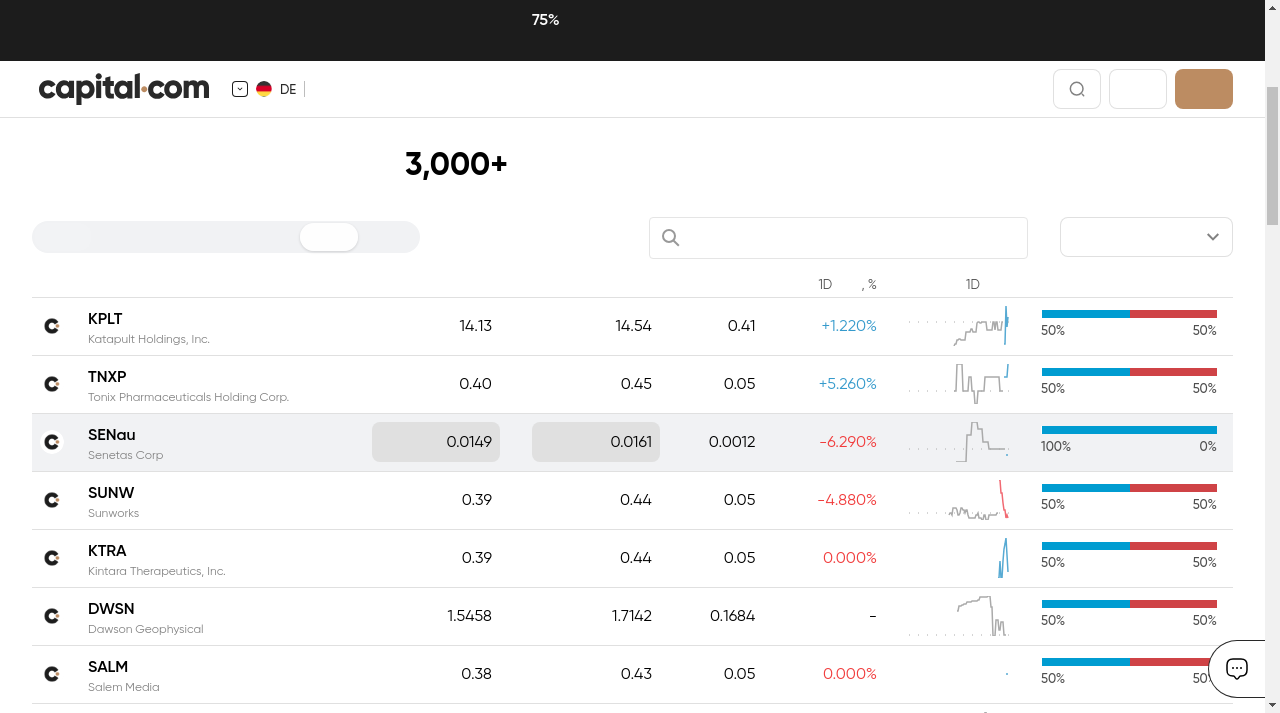 75%
capital.com
DE
3,000+
1D , % 1D
KPLT 14.13 14.54 0.41 +1.220%
Katapult Holdings, Inc. 50% 50%
TNXP 0.40 0.45 0.05 +5.260%
Tonix Pharmaceuticals Holding Corp. 50% 50%
SENau 0.0149 0.0161 0.0012 -6.290%
Senetas Corp 100% 0%
SUNW 0.39 0.44 0.05 -4.880%
Sunworks 50% 50%
KTRA 0.39 0.44 0.05 0.000%
Kintara Therapeutics, Inc. 50% 50%
DWSN 1.5458 1.7142 0.1684 -
Dawson Geophysical 50% 50%
SALM 0.38 0.43 0.05 0.000%
Salem Media 50% 50